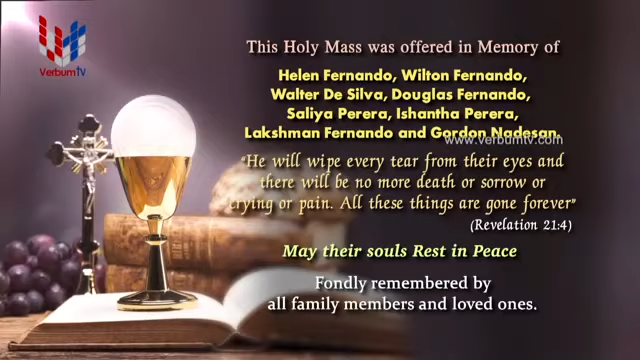 VerbumTV
This Holy Mass was offered in Memory of
Helen Fernando, Wilton Fernando,
Walter De Silva, Douglas Fernando,
Saliya Perera, Ishantha Perera,
Lakshman Fernando and Gordon Nadesan.
www.verbumtv.com
"He will wipe every tear from their eyes and
there will be no more death or sorrow or
crying or pain. All these things are gone forever"
(Revelation 21:4)
May their souls Rest in Peace
Fondly remembered by
all family members and loved ones.